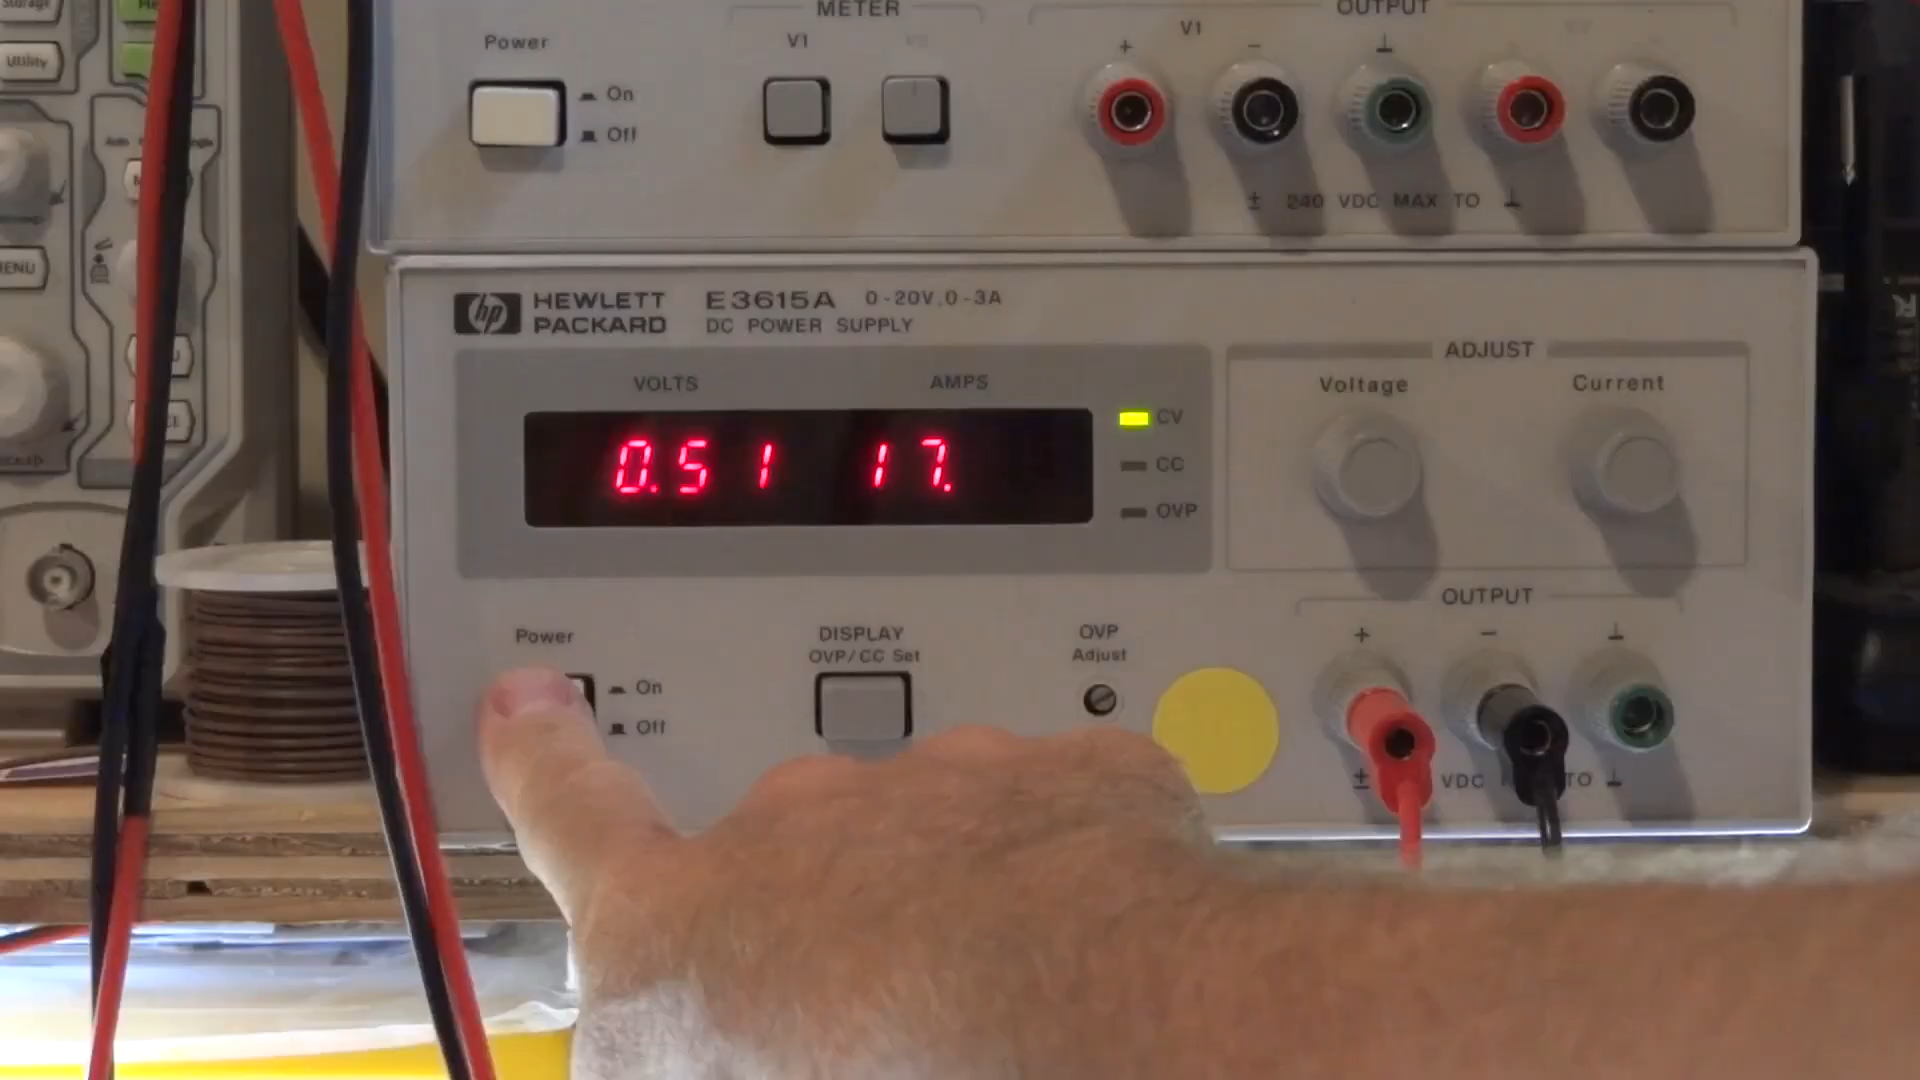 Storage
Utility
MENU
METER
OUTPUT
Power
V1
V1
+
-
⊥
On
Off
± 240 VDC MAX TO ⊥
hp HEWLETT PACKARD
E3615A 0-20V,0-3A
DC POWER SUPPLY
VOLTS
AMPS
0.51
17.
CV
CC
OVP
ADJUST
Voltage
Current
OUTPUT
+
-
⊥
Power
On
Off
DISPLAY
OVP/CC Set
OVP
Adjust
± VDC TO ⊥